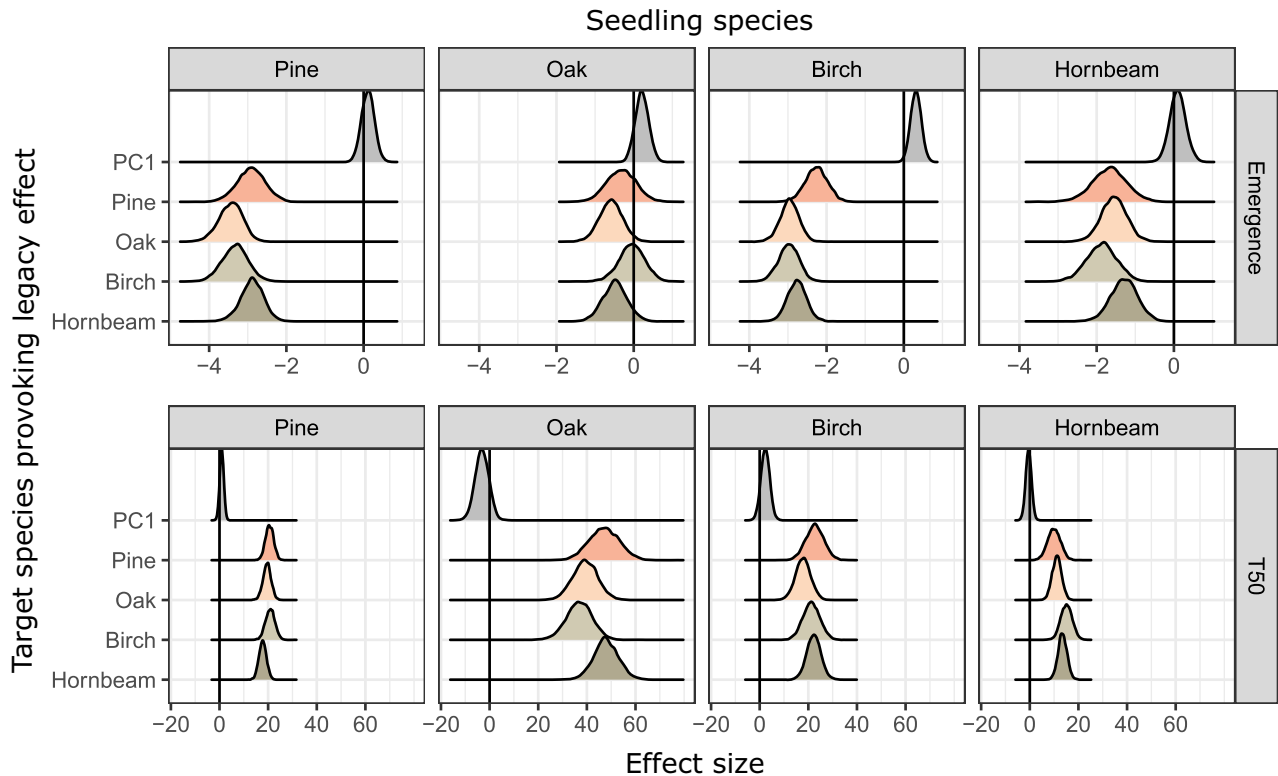 Seedling species
Pine Oak Birch Hornbeam
PC1
Pine
Oak
Birch
Hornbeam
Emergence
−4 −2 0 −4 −2 0 −4 −2 0 −4 −2 0
Pine Oak Birch Hornbeam
PC1
Pine
Oak
Birch
Hornbeam
T50
−20 0 20 40 60 −20 0 20 40 60 −20 0 20 40 60 −20 0 20 40 60
Effect size
Target species provoking legacy effect